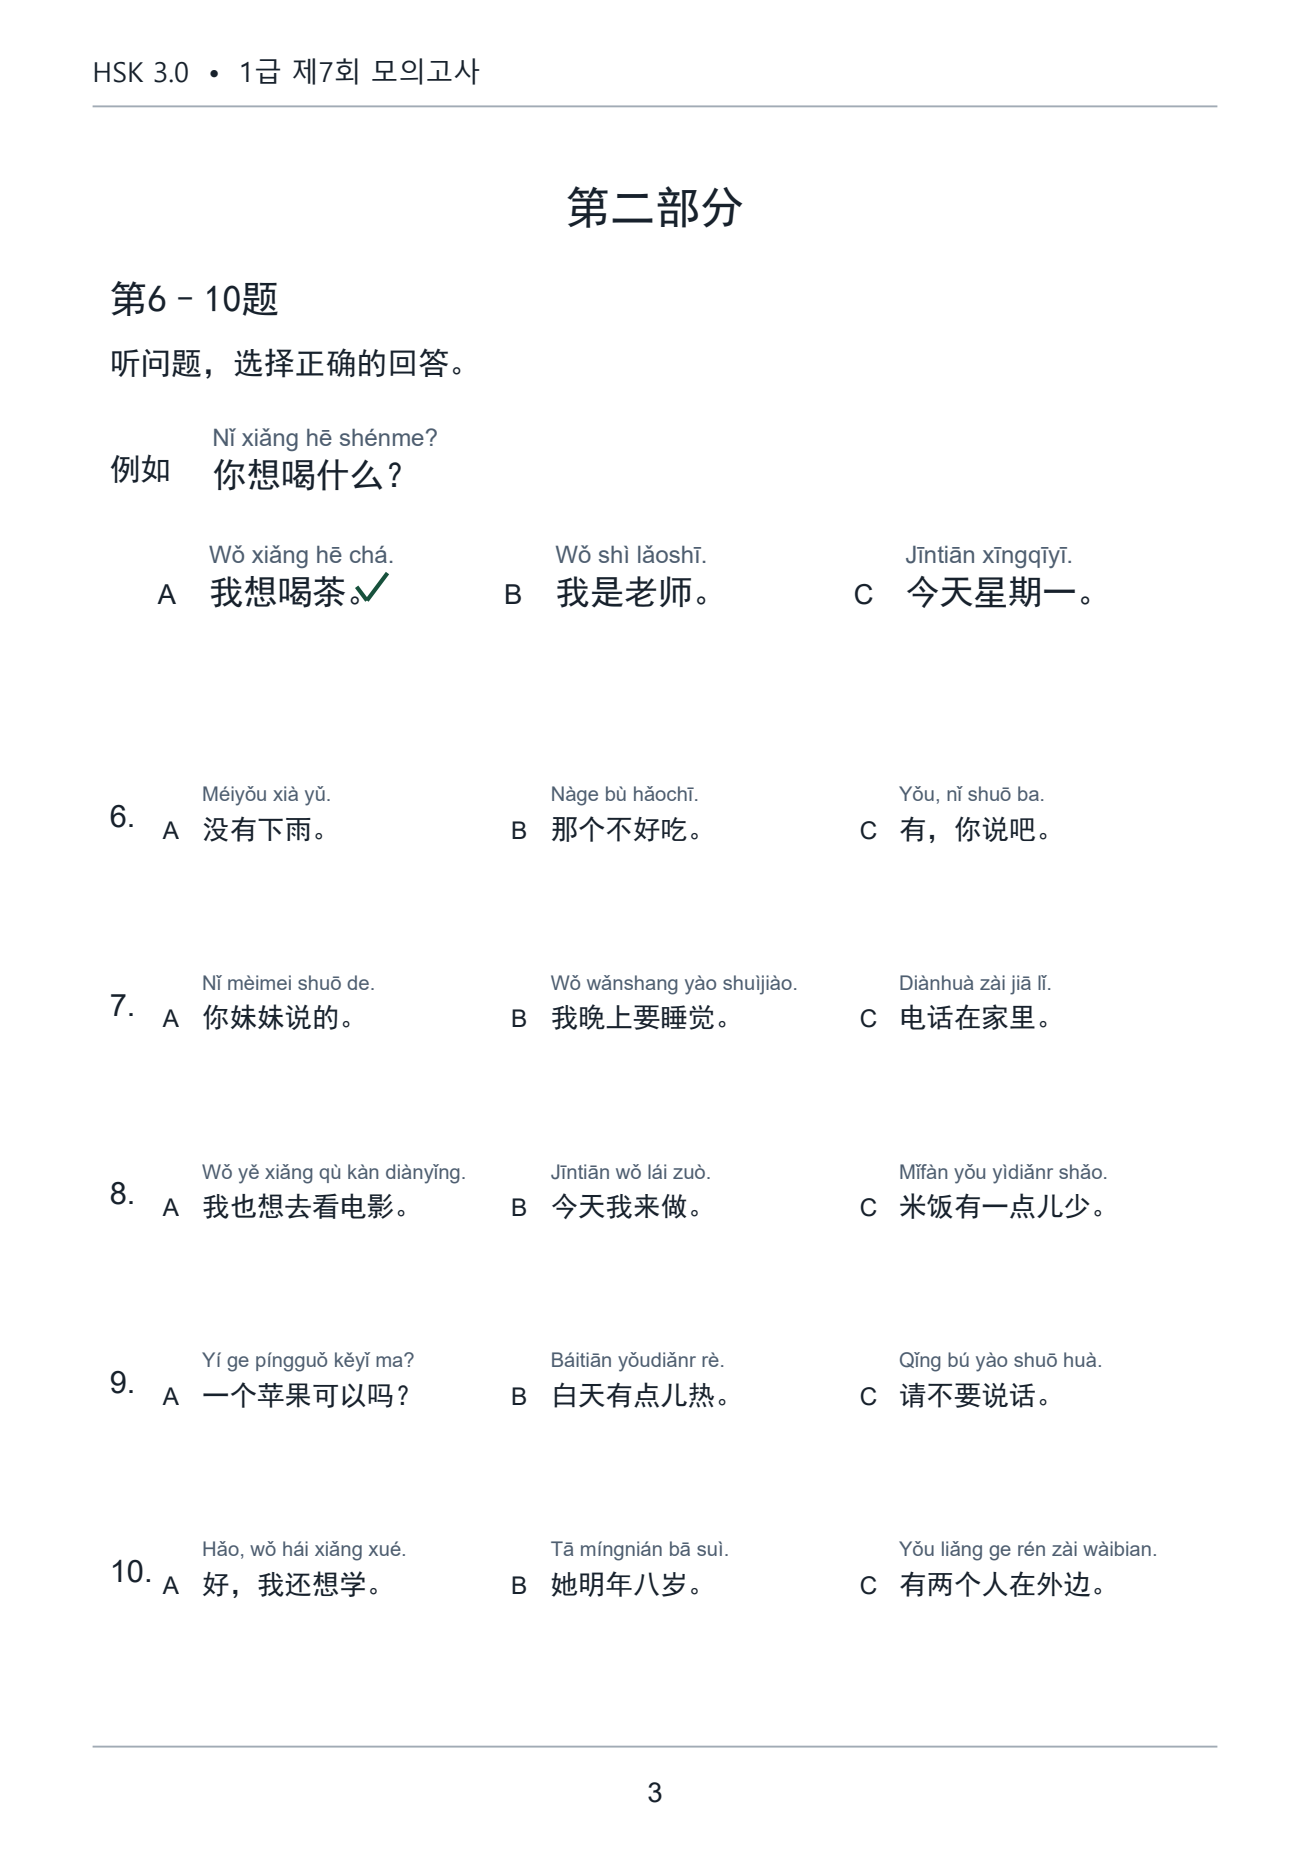 HSK 3.0 • 1급 제7회 모의고사
第二部分
第6－10题
听问题，选择正确的回答。
Nǐ xiǎng hē shénme?
例如 你想喝什么？
Wǒ xiǎng hē chá. Wǒ shì lǎoshī. Jīntiān xīngqīyī.
A 我想喝茶。✓ B 我是老师。 C 今天星期一。
Méiyǒu xià yǔ. Nàge bù hǎochī. Yǒu, nǐ shuō ba.
6. A 没有下雨。 B 那个不好吃。 C 有，你说吧。
Nǐ mèimei shuō de. Wǒ wǎnshang yào shuìjiào. Diànhuà zài jiā lǐ.
7. A 你妹妹说的。 B 我晚上要睡觉。 C 电话在家里。
Wǒ yě xiǎng qù kàn diànyǐng. Jīntiān wǒ lái zuò. Mǐfàn yǒu yìdiǎnr shǎo.
8. A 我也想去看电影。 B 今天我来做。 C 米饭有一点儿少。
Yí ge píngguǒ kěyǐ ma? Báitiān yǒudiǎnr rè. Qǐng bú yào shuō huà.
9. A 一个苹果可以吗？ B 白天有点儿热。 C 请不要说话。
Hǎo, wǒ hái xiǎng xué. Tā míngnián bā suì. Yǒu liǎng ge rén zài wàibian.
10. A 好，我还想学。 B 她明年八岁。 C 有两个人在外边。
3